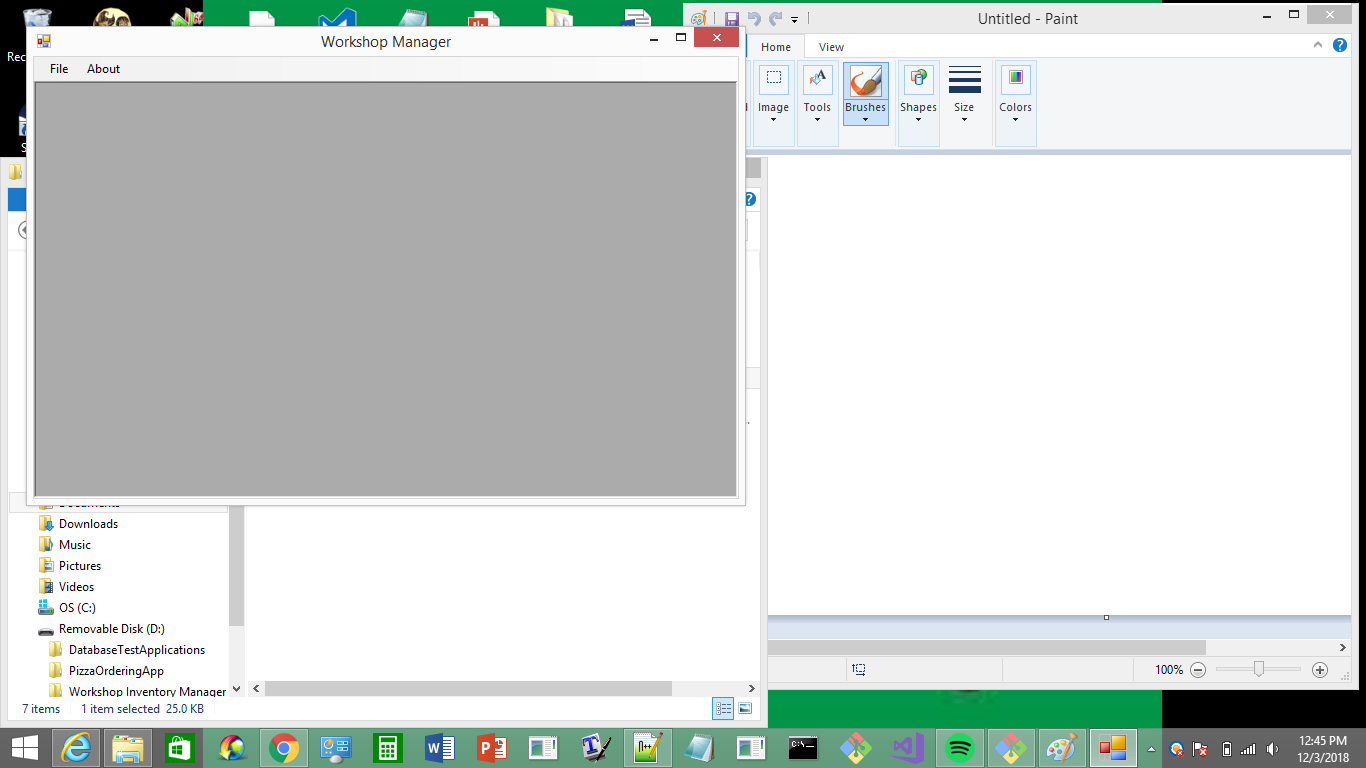 Rec
S
Workshop Manager
File About
Untitled - Paint
Home View
Image Tools Brushes Shapes Size Colors
Downloads
Music
Pictures
Videos
OS (C:)
Removable Disk (D:)
DatabaseTestApplications
PizzaOrderingApp
Workshop Inventory Manager
7 items 1 item selected 25.0 KB
100%
12:45 PM
12/3/2018